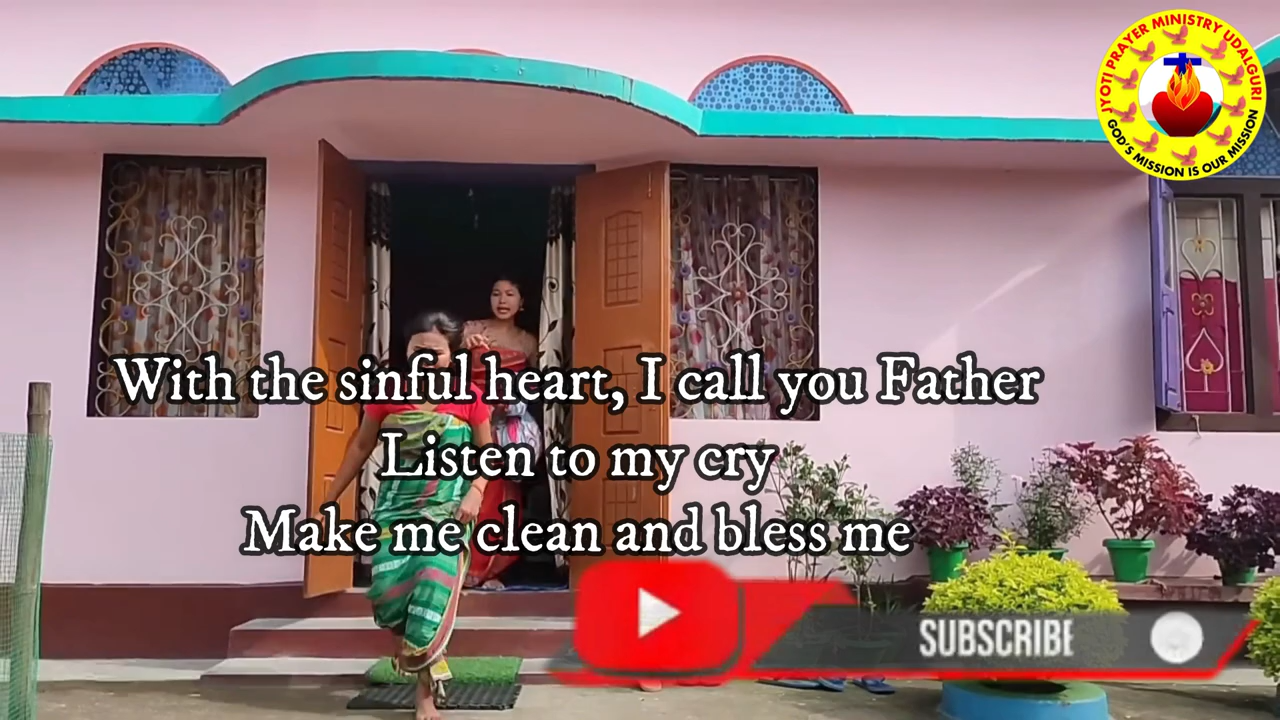 JYOTI PRAYER MINISTRY UDALGURI
GOD'S MISSION IS OUR MISSION
With the sinful heart, I call you Father
Listen to my cry
Make me clean and bless me
SUBSCRIBE